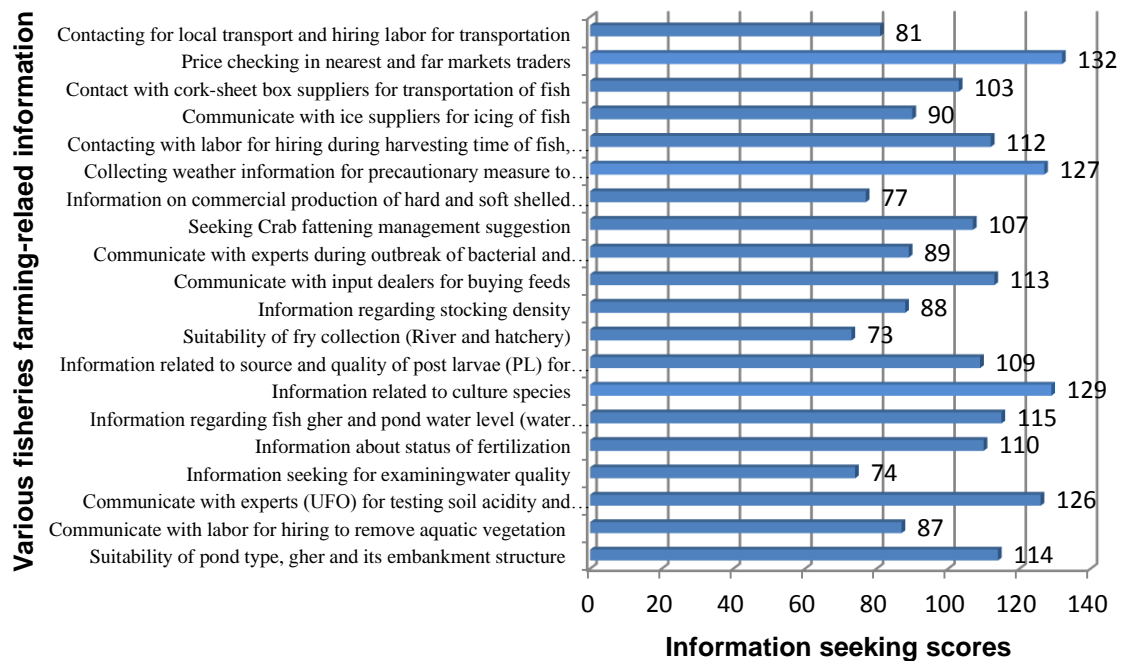 Various fisheries farming-relaed information
Contacting for local transport and hiring labor for transportation 81
Price checking in nearest and far markets traders 132
Contact with cork-sheet box suppliers for transportation of fish 103
Communicate with ice suppliers for icing of fish 90
Contacting with labor for hiring during harvesting time of fish,… 112
Collecting weather information for precautionary measure to… 127
Information on commercial production of hard and soft shelled… 77
Seeking Crab fattening management suggestion 107
Communicate with experts during outbreak of bacterial and… 89
Communicate with input dealers for buying feeds 113
Information regarding stocking density 88
Suitability of fry collection (River and hatchery) 73
Information related to source and quality of post larvae (PL) for… 109
Information related to culture species 129
Information regarding fish gher and pond water level (water… 115
Information about status of fertilization 110
Information seeking for examiningwater quality 74
Communicate with experts (UFO) for testing soil acidity and… 126
Communicate with labor for hiring to remove aquatic vegetation 87
Suitability of pond type, gher and its embankment structure 114
0 20 40 60 80 100 120 140
Information seeking scores